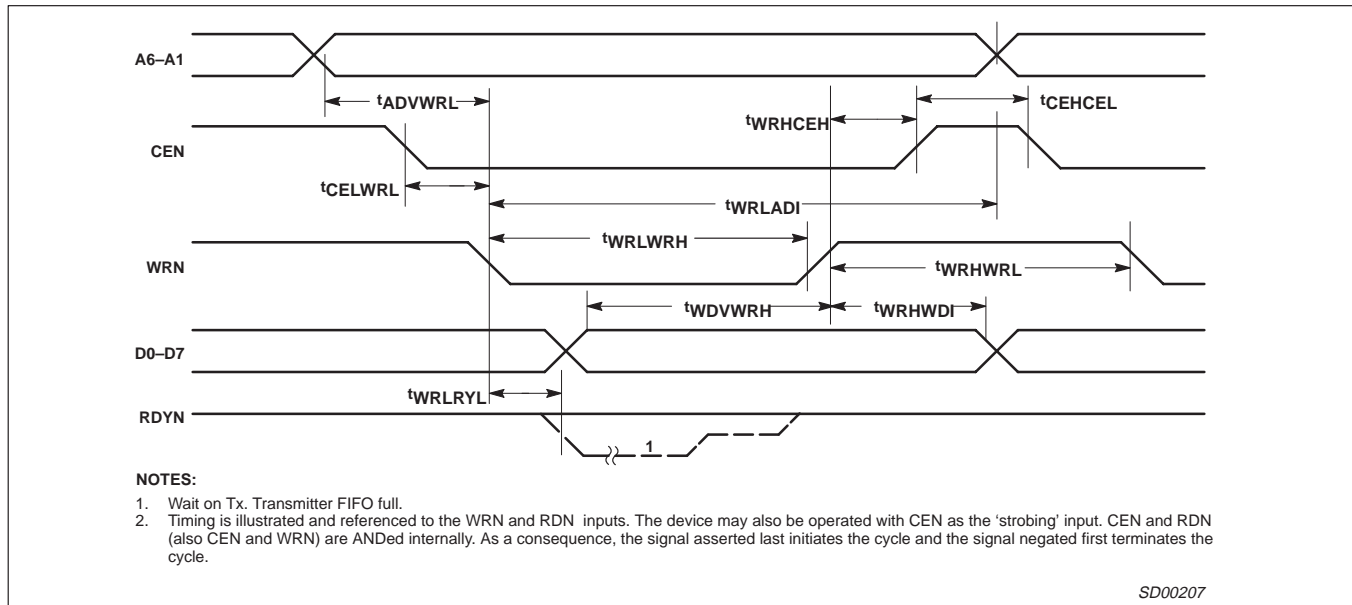 A6–A1
tADVWRL
tCEHCEL
tWRHCEH
CEN
tCELWRL
tWRLADI
tWRLWRH
WRN
tWRHWRL
tWDVWRH
tWRHWDI
D0–D7
tWRLRYL
RDYN
1
NOTES:
1. Wait on Tx. Transmitter FIFO full.
2. Timing is illustrated and referenced to the WRN and RDN inputs. The device may also be operated with CEN as the ‘strobing’ input. CEN and RDN
(also CEN and WRN) are ANDed internally. As a consequence, the signal asserted last initiates the cycle and the signal negated first terminates the
cycle.
SD00207